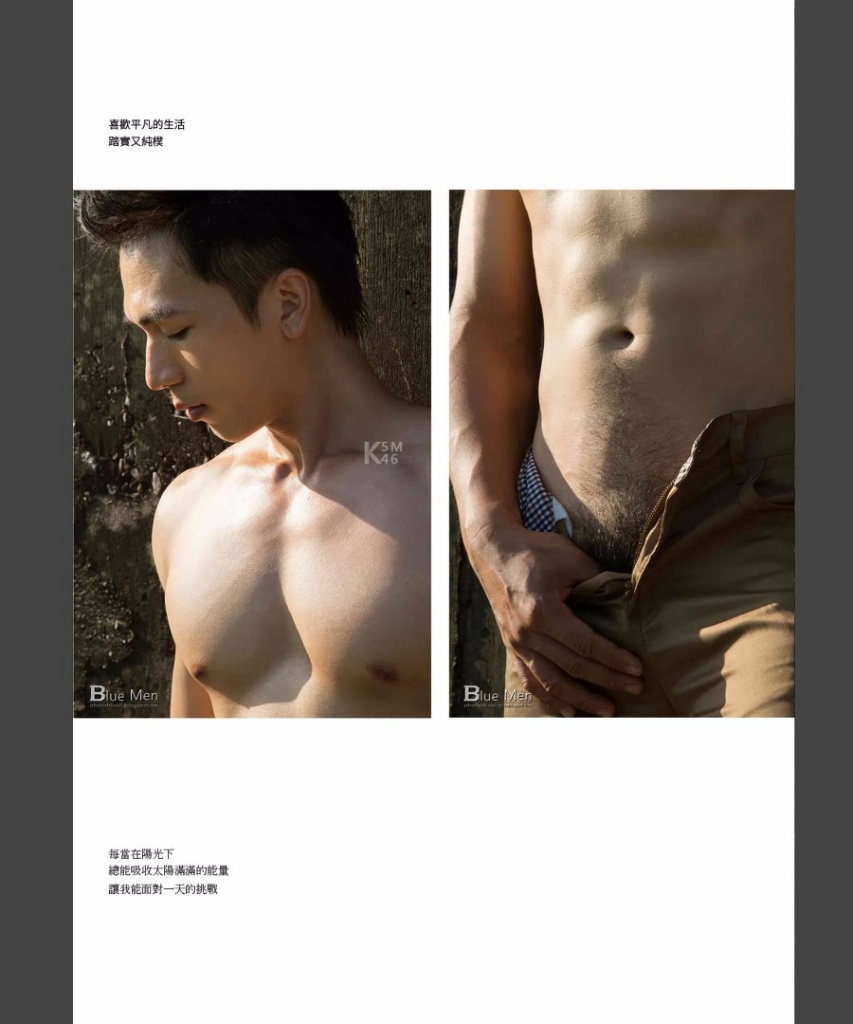 喜歡平凡的生活
踏實又純樸
K5M
46
Blue Men
Blue Men
每當在陽光下
總能吸收太陽滿滿的能量
讓我能面對一天的挑戰